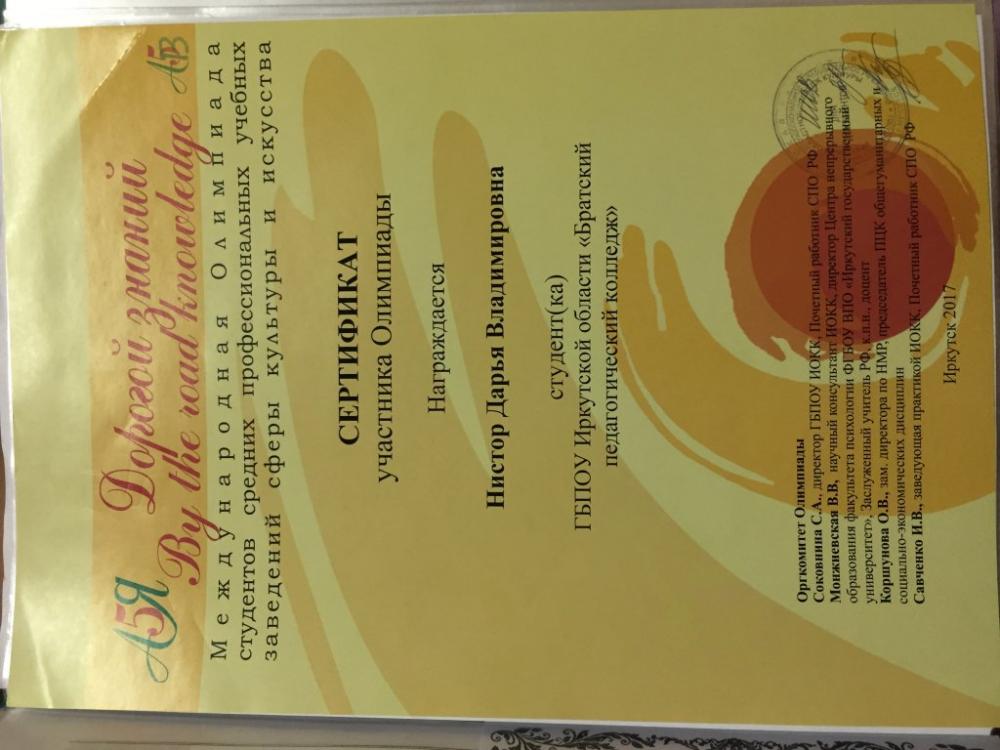 А5Я
Дорогой знаний
By the road knowledge А5В
Международная Олимпиада
студентов средних профессиональных учебных
заведений сферы культуры и искусства
СЕРТИФИКАТ
участника Олимпиады
Награждается
Нистор Дарья Владимировна
студент(ка)
ГБПОУ Иркутской области «Братский
педагогический колледж»
Оргкомитет Олимпиады
Соковнина С.А., директор ГБПОУ ИОКК, Почетный работник СПО РФ
Монжиевская В.В, научный консультант ИОКК, директор Центра непрерывного
образования факультета психологии ФГБОУ ВПО «Иркутский государственный
университет», Заслуженный учитель РФ, к.п.н., доцент
Коршунова О.В., зам. директора по НМР, председатель ПЦК общегуманитарных и
социально-экономических дисциплин
Савченко И.В., заведующая практикой ИОКК, Почетный работник СПО РФ
Иркутск 2017